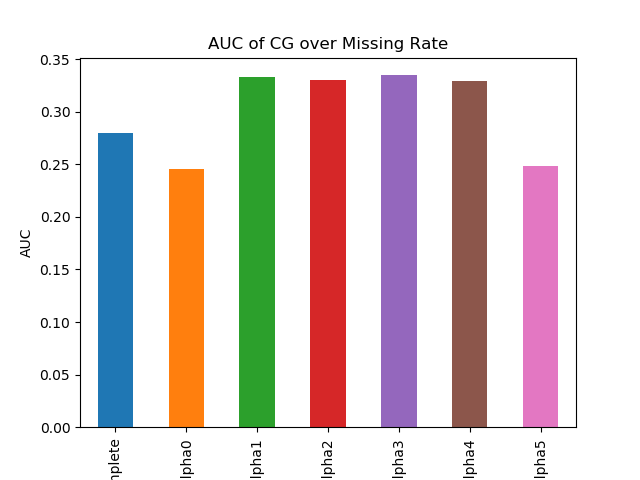 AUC of CG over Missing Rate
AUC
0.35
0.30
0.25
0.20
0.15
0.10
0.05
0.00
mplete
lpha0
lpha1
lpha2
lpha3
lpha4
lpha5